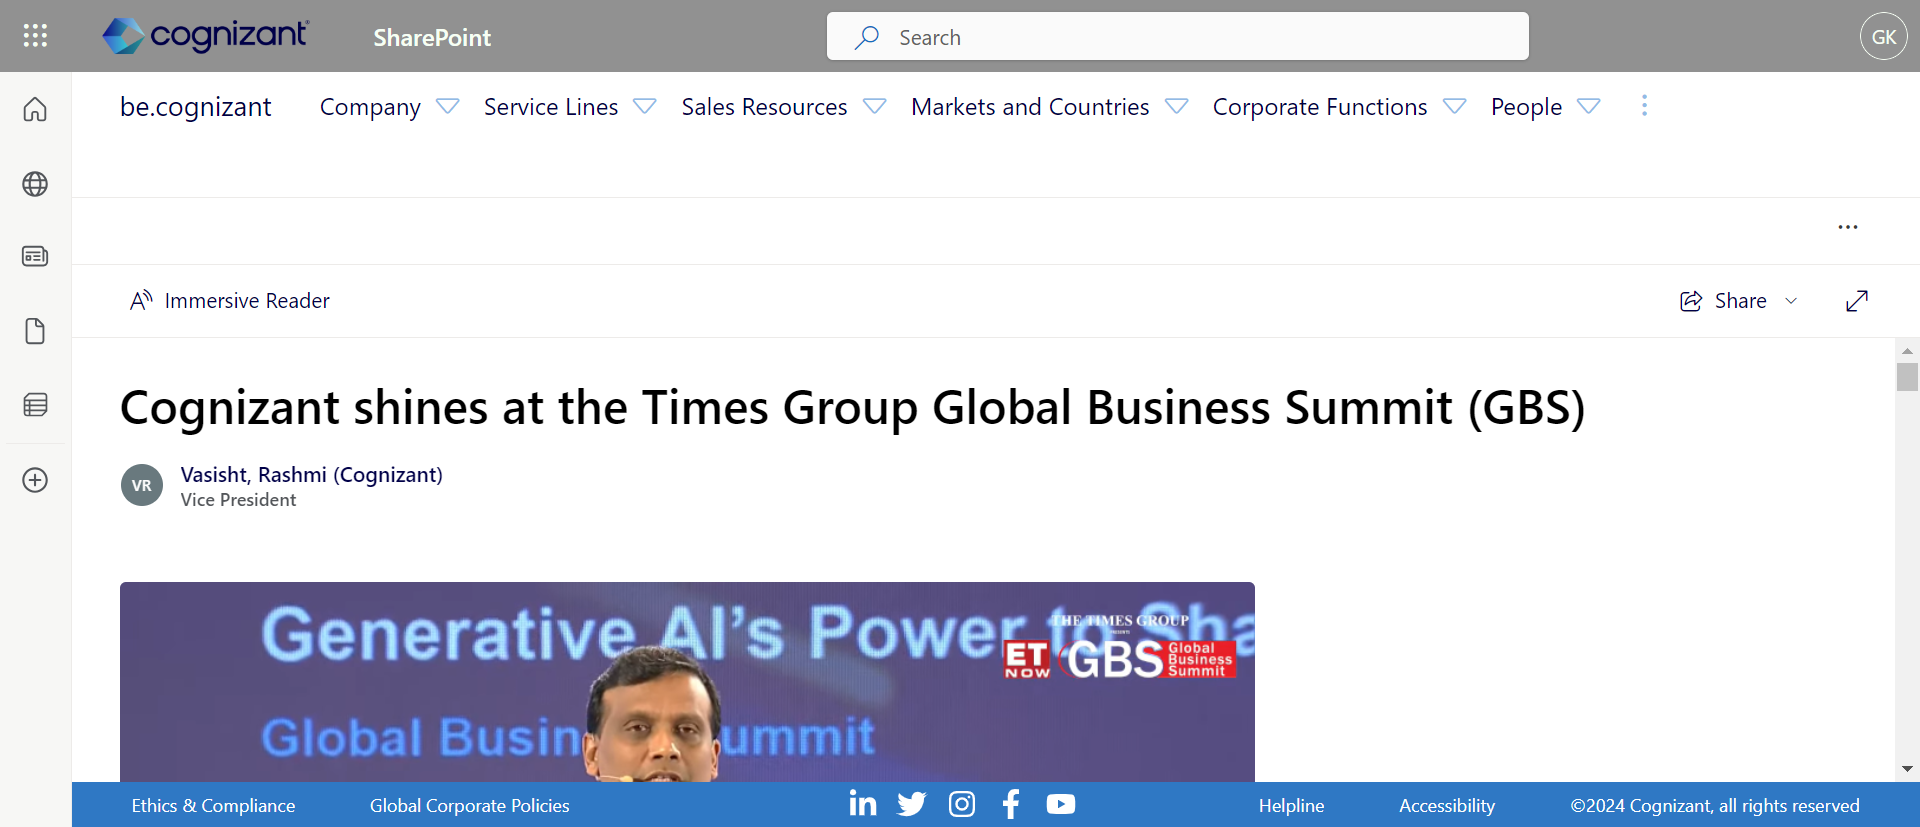 cognizant
SharePoint
Search
GK
be.cognizant
Company
Service Lines
Sales Resources
Markets and Countries
Corporate Functions
People
Immersive Reader
Share
Cognizant shines at the Times Group Global Business Summit (GBS)
VR
Vasisht, Rashmi (Cognizant)
Vice President
Generative AI's Power to Sha
THE TIMES GROUP
PRESENTS
ET NOW
GBS
Global
Business
Summit
Global Busin ummit
Ethics & Compliance
Global Corporate Policies
Helpline
Accessibility
©2024 Cognizant, all rights reserved